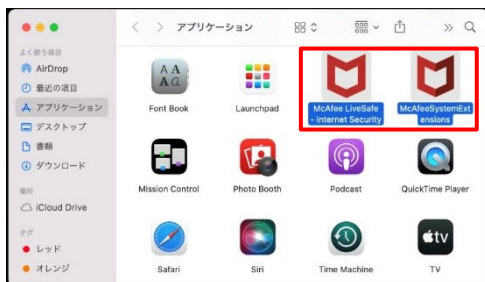 アプリケーション
よく使う項目
AirDrop
最近の項目
アプリケーション
デスクトップ
書類
ダウンロード
場所
iCloud Drive
タグ
レッド
オレンジ
Font Book
Launchpad
McAfee LiveSafe
– Internet Security
McAfeeSystemExt
ensions
Mission Control
Photo Booth
Podcast
QuickTime Player
Safari
Siri
Time Machine
TV